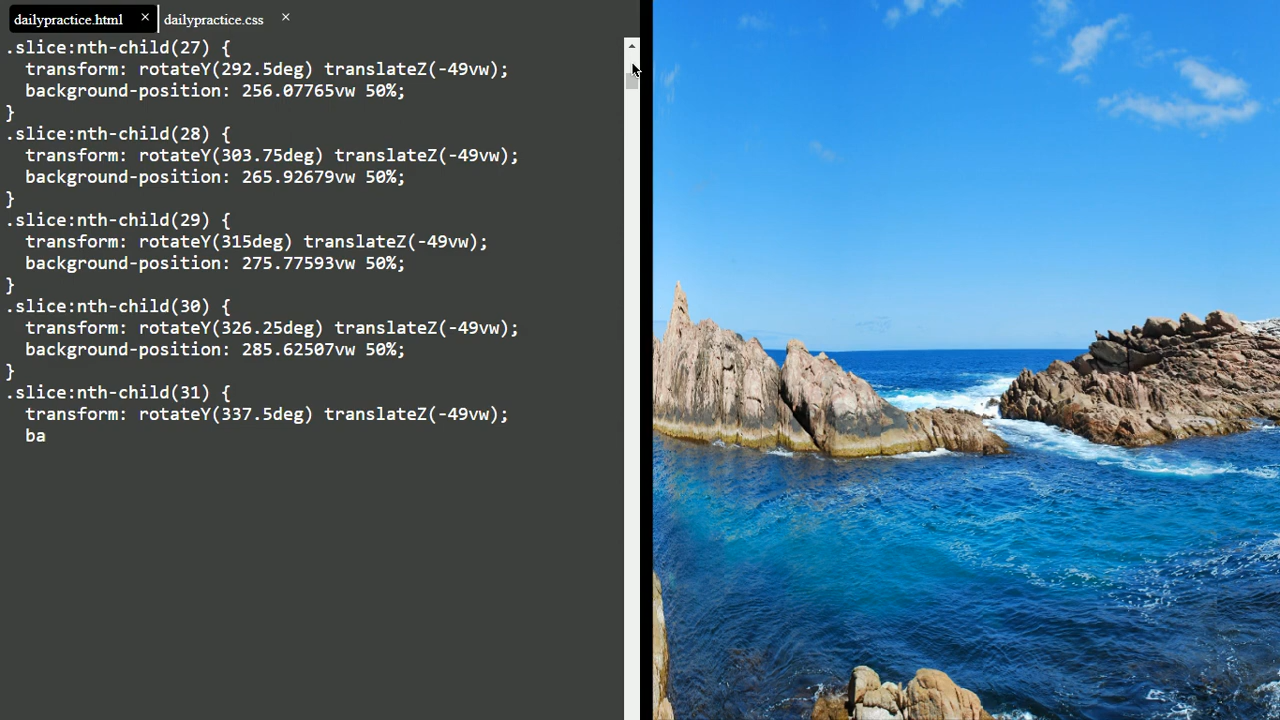 dailypractice.html × dailypractice.css ×
.slice:nth-child(27) {
  transform: rotateY(292.5deg) translateZ(-49vw);
  background-position: 256.07765vw 50%;
}
.slice:nth-child(28) {
  transform: rotateY(303.75deg) translateZ(-49vw);
  background-position: 265.92679vw 50%;
}
.slice:nth-child(29) {
  transform: rotateY(315deg) translateZ(-49vw);
  background-position: 275.77593vw 50%;
}
.slice:nth-child(30) {
  transform: rotateY(326.25deg) translateZ(-49vw);
  background-position: 285.62507vw 50%;
}
.slice:nth-child(31) {
  transform: rotateY(337.5deg) translateZ(-49vw);
  ba